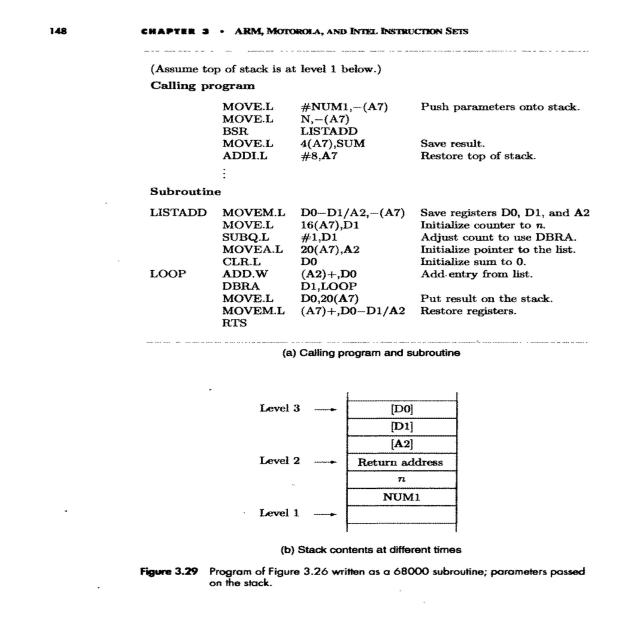 148 CHAPTER 3 • ARM, MOTOROLA, AND INTEL INSTRUCTION SETS
(Assume top of stack is at level 1 below.)
Calling program
MOVE.L #NUM1,−(A7) Push parameters onto stack.
MOVE.L N,−(A7)
BSR LISTADD
MOVE.L 4(A7),SUM Save result.
ADDI.L #8,A7 Restore top of stack.
⋮
Subroutine
LISTADD MOVEM.L D0−D1/A2,−(A7) Save registers D0, D1, and A2
MOVE.L 16(A7),D1 Initialize counter to n.
SUBQ.L #1,D1 Adjust count to use DBRA.
MOVEA.L 20(A7),A2 Initialize pointer to the list.
CLR.L D0 Initialize sum to 0.
LOOP ADD.W (A2)+,D0 Add entry from list.
DBRA D1,LOOP
MOVE.L D0,20(A7) Put result on the stack.
MOVEM.L (A7)+,D0−D1/A2 Restore registers.
RTS
(a) Calling program and subroutine
Level 3 [D0]
[D1]
[A2]
Level 2 Return address
n
NUM1
Level 1
(b) Stack contents at different times
Figure 3.29 Program of Figure 3.26 written as a 68000 subroutine; parameters passed
on the stack.